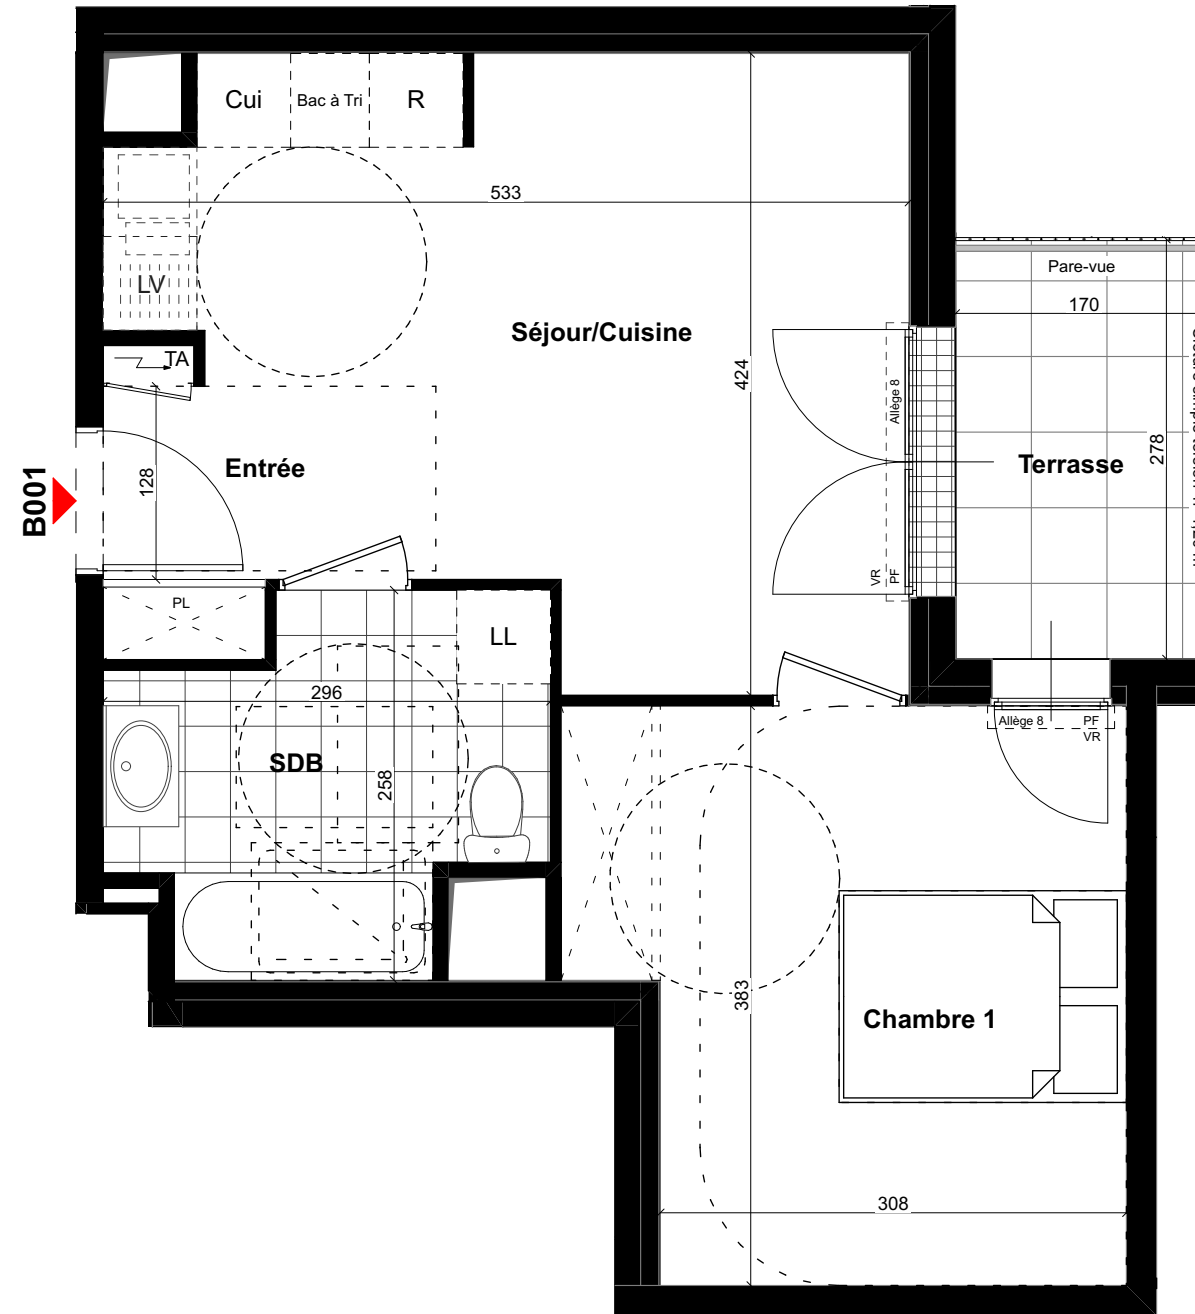 Cui
Bac à Tri
R
533
LV
Séjour/Cuisine
Pare-vue
170
TA
424
Allège 8
278
Terrasse
B001
128
Entrée
VR
PF
PL
LL
296
SDB
258
Allège 8
PF
VR
383
Chambre 1
308